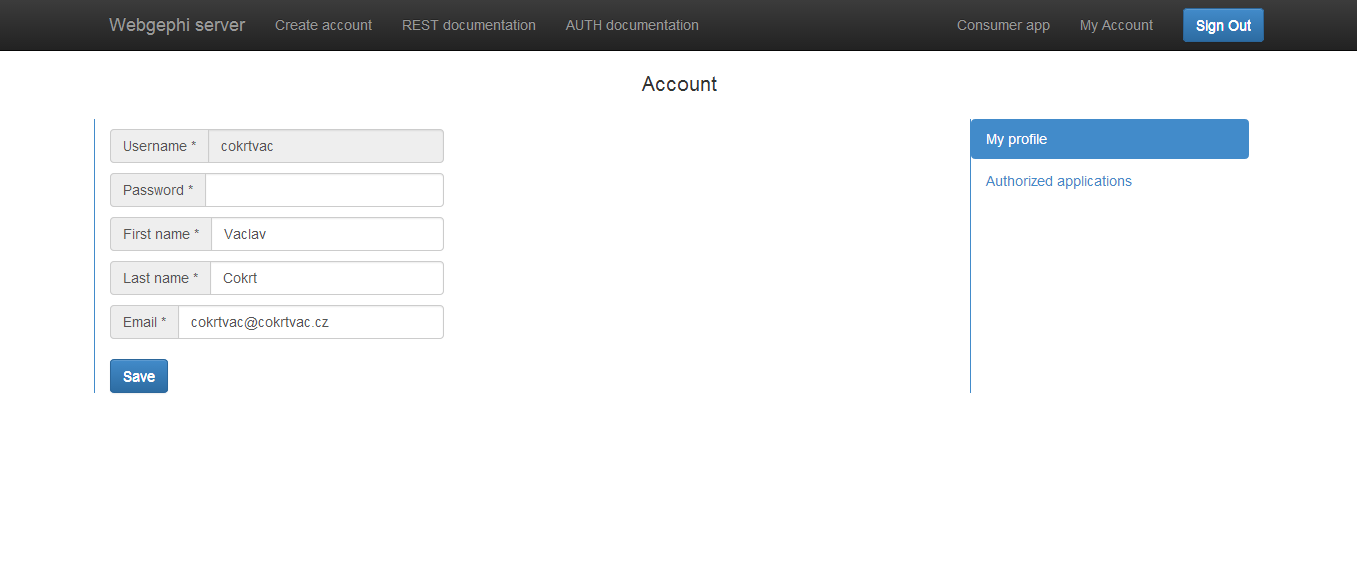 Webgephi server Create account REST documentation AUTH documentation Consumer app My Account Sign Out
Account
Username * cokrtvac
Password *
First name * Vaclav
Last name * Cokrt
Email * cokrtvac@cokrtvac.cz
Save
My profile
Authorized applications